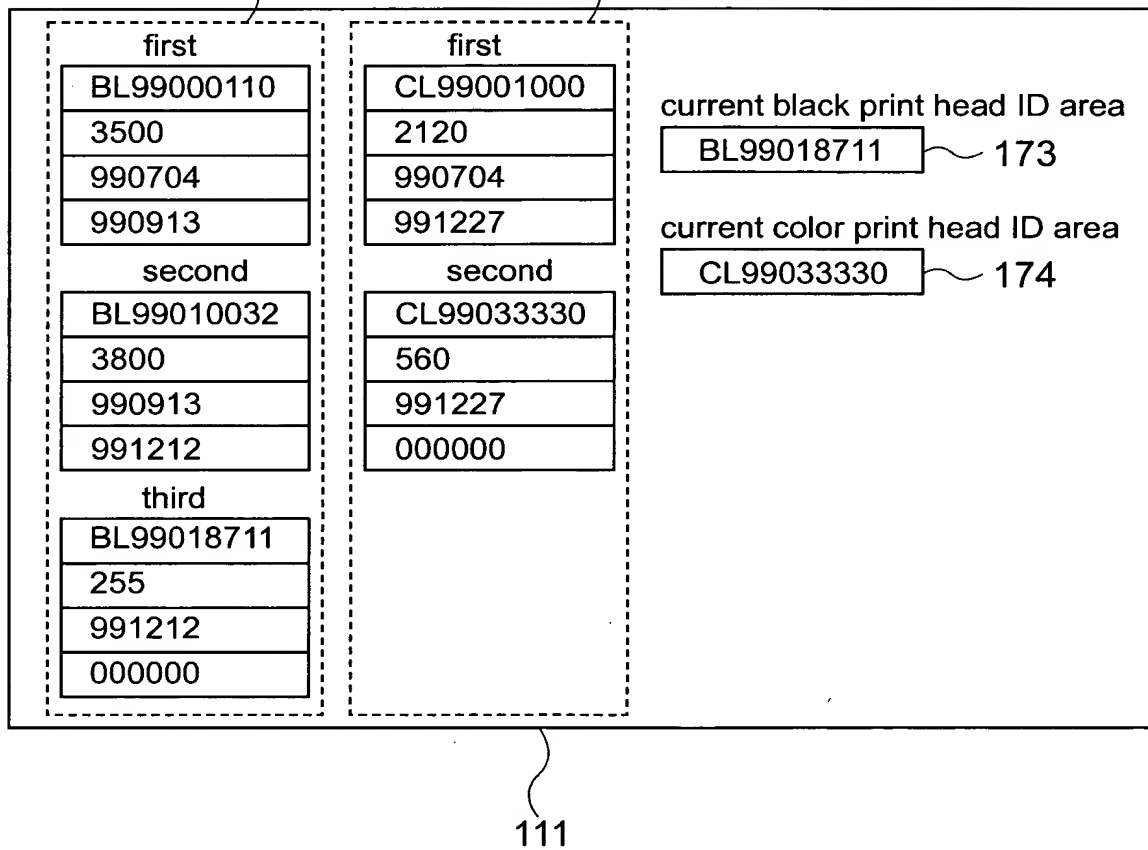 first
BL99000110
3500
990704
990913
second
BL99010032
3800
990913
991212
third
BL99018711
255
991212
000000
first
CL99001000
2120
990704
991227
second
CL99033330
560
991227
000000
current black print head ID area
BL99018711 173
current color print head ID area
CL99033330 174
111